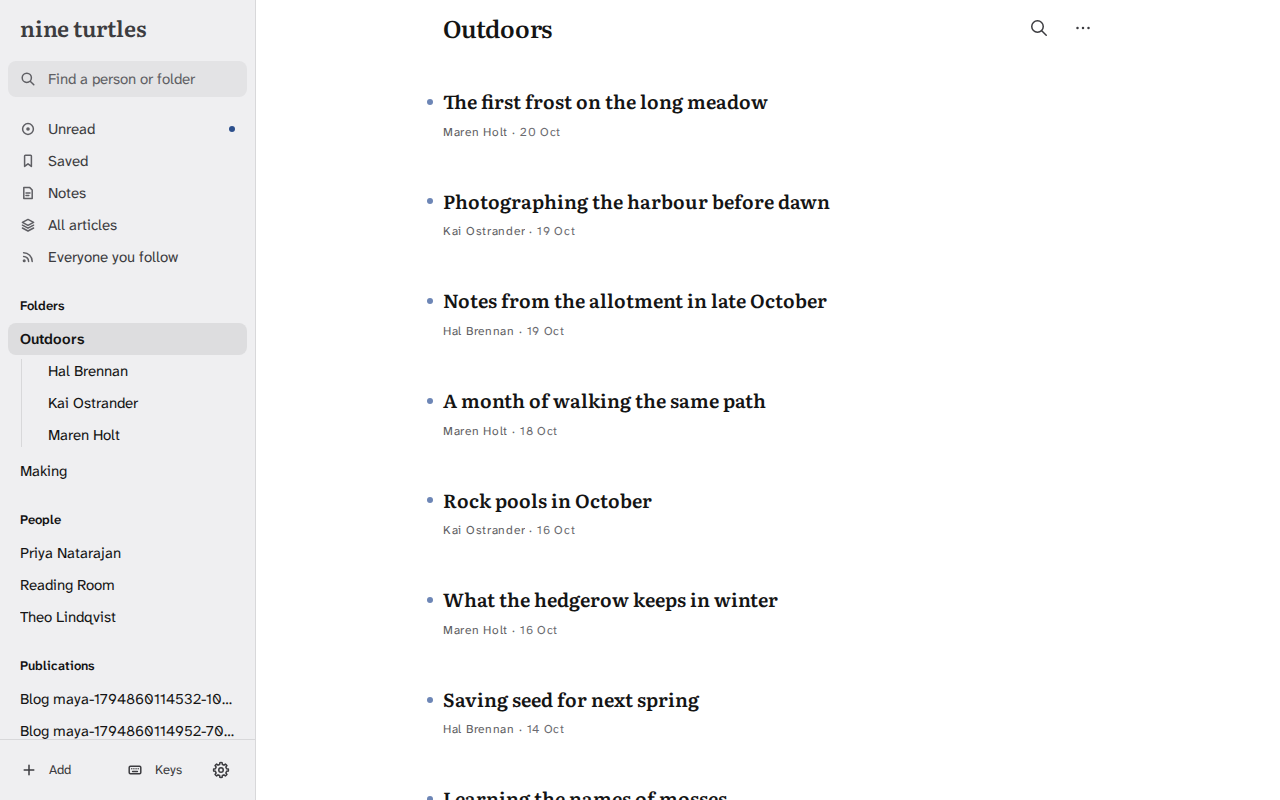 nine turtles
Find a person or folder
Unread
Saved
Notes
All articles
Everyone you follow
Folders
Outdoors
Hal Brennan
Kai Ostrander
Maren Holt
Making
People
Priya Natarajan
Reading Room
Theo Lindqvist
Publications
Blog maya-1794860114532-10…
Blog maya-1794860114952-70…
Add
Keys
Outdoors
The first frost on the long meadow
Maren Holt · 20 Oct
Photographing the harbour before dawn
Kai Ostrander · 19 Oct
Notes from the allotment in late October
Hal Brennan · 19 Oct
A month of walking the same path
Maren Holt · 18 Oct
Rock pools in October
Kai Ostrander · 16 Oct
What the hedgerow keeps in winter
Maren Holt · 16 Oct
Saving seed for next spring
Hal Brennan · 14 Oct
Learning the names of mosses